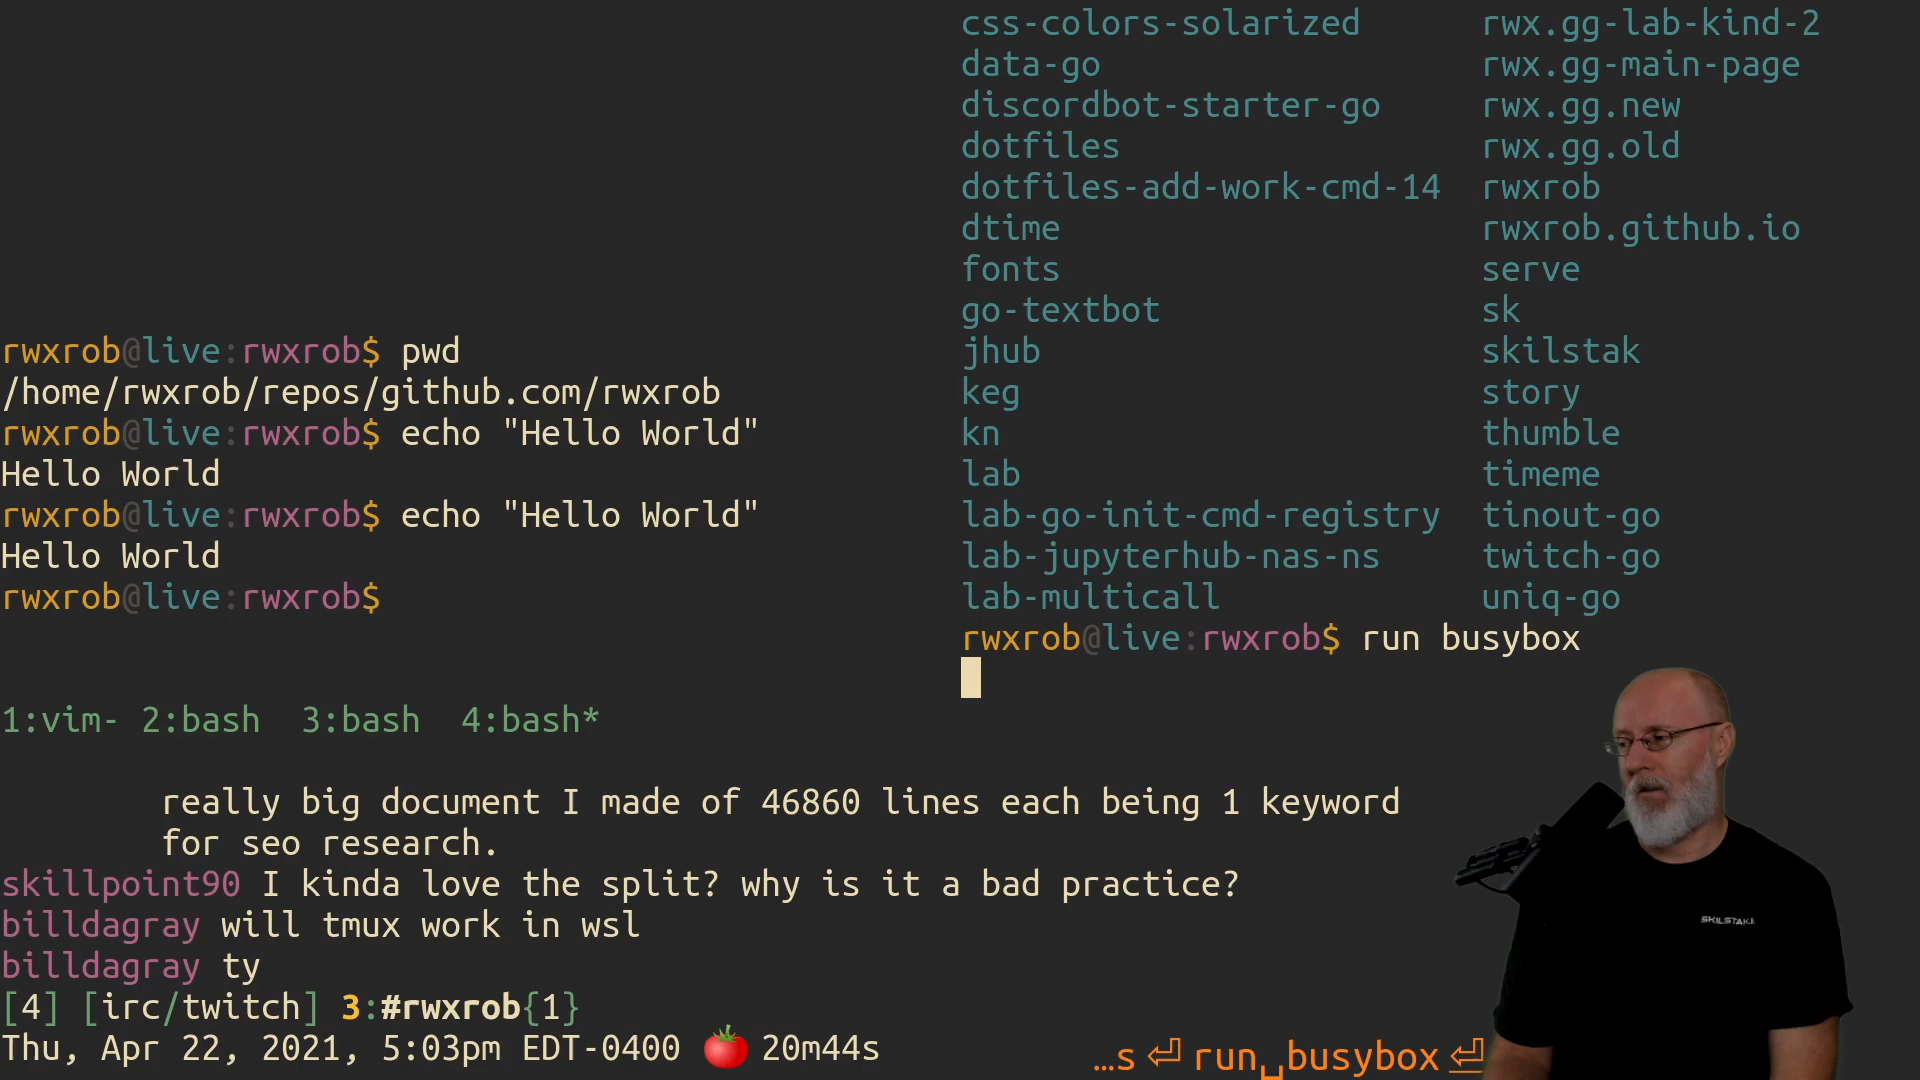 css-colors-solarized rwx.gg-lab-kind-2
data-go rwx.gg-main-page
discordbot-starter-go rwx.gg.new
dotfiles rwx.gg.old
dotfiles-add-work-cmd-14 rwxrob
dtime rwxrob.github.io
fonts serve
go-textbot sk
jhub skilstak
keg story
kn thumble
lab timeme
lab-go-init-cmd-registry tinout-go
lab-jupyterhub-nas-ns twitch-go
lab-multicall uniq-go
rwxrob@live:rwxrob$ run busybox
rwxrob@live:rwxrob$ pwd
/home/rwxrob/repos/github.com/rwxrob
rwxrob@live:rwxrob$ echo "Hello World"
Hello World
rwxrob@live:rwxrob$ echo "Hello World"
Hello World
rwxrob@live:rwxrob$
1:vim- 2:bash 3:bash 4:bash*
really big document I made of 46860 lines each being 1 keyword
for seo research.
skillpoint90 I kinda love the split? why is it a bad practice?
billdagray will tmux work in wsl
billdagray ty
[4] [irc/twitch] 3:#rwxrob{1}
Thu, Apr 22, 2021, 5:03pm EDT-0400 🍅 20m44s
…s ⏎ run␣busybox ⏎